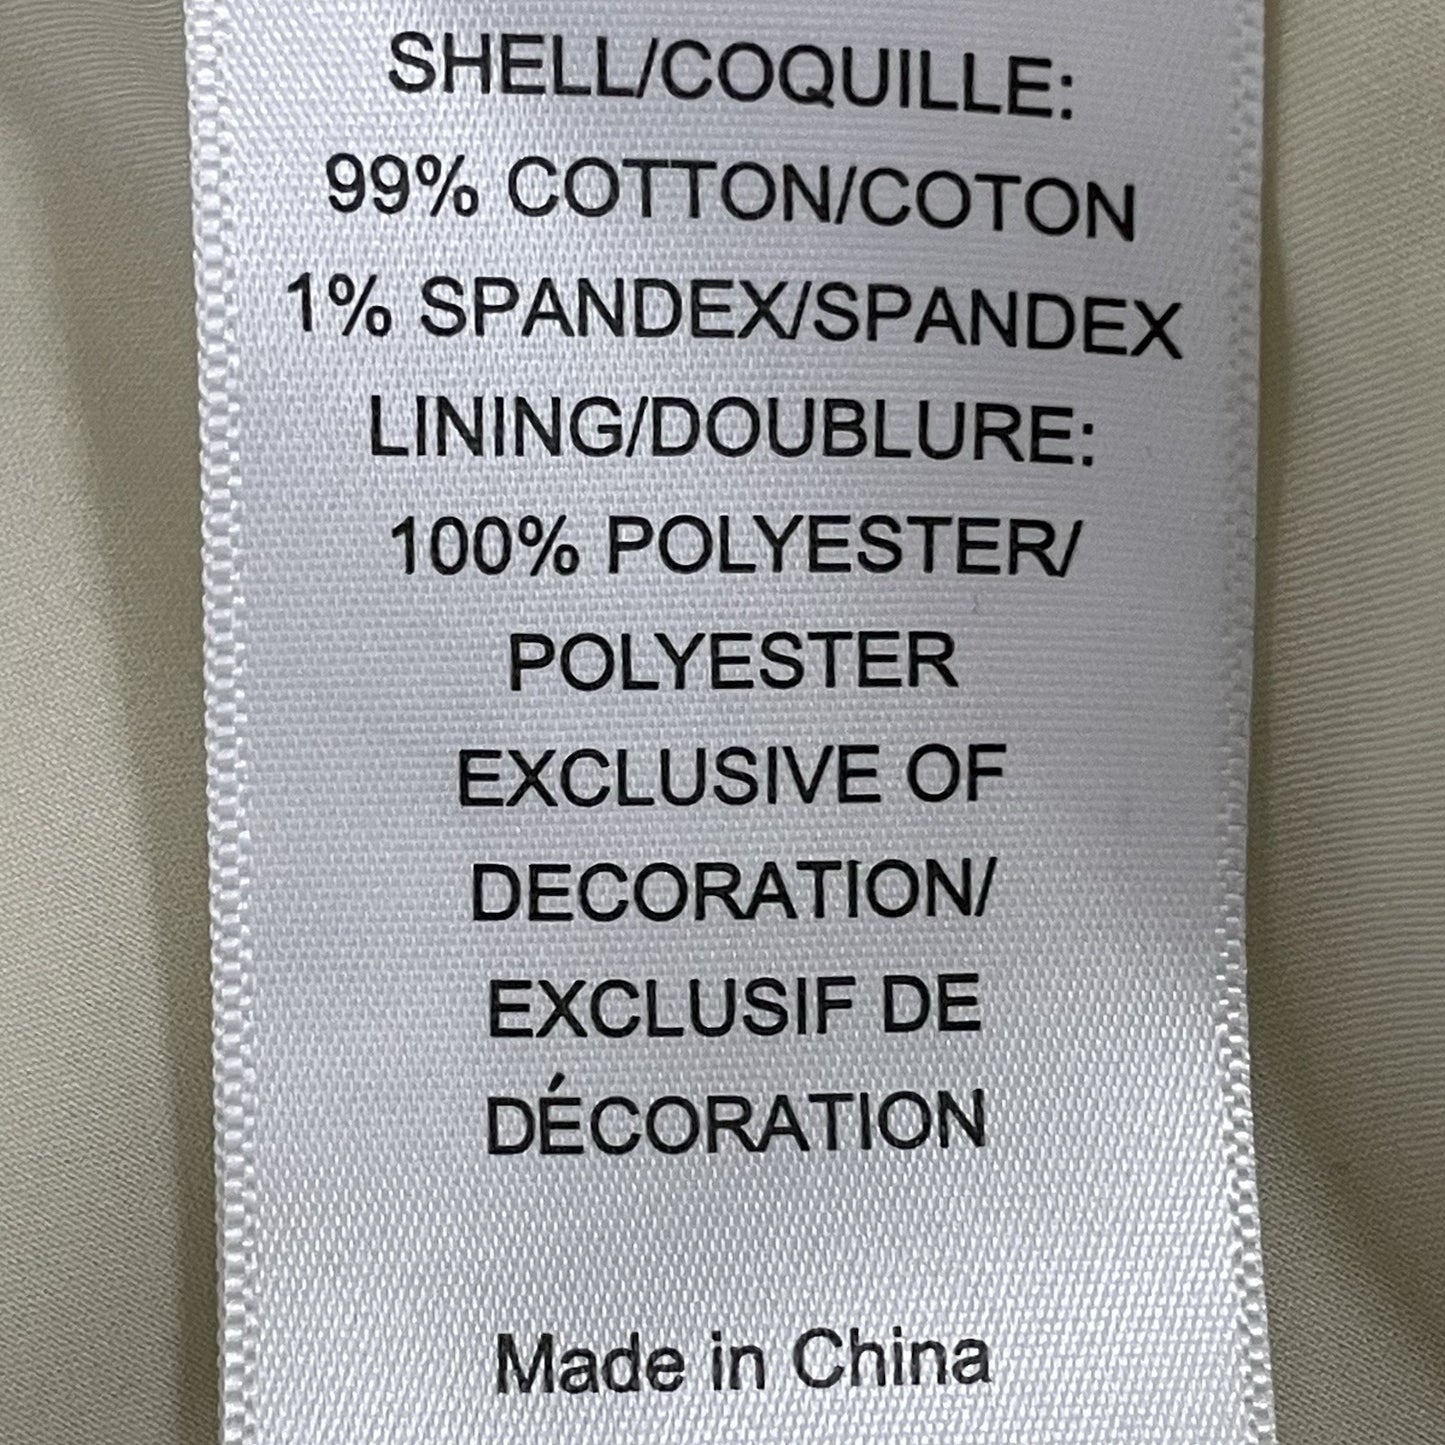 SHELL/COQUILLE:
99% COTTON/COTON
1% SPANDEX/SPANDEX
LINING/DOUBLURE:
100% POLYESTER/
POLYESTER
EXCLUSIVE OF
DECORATION/
EXCLUSIF DE
DÉCORATION
Made in China